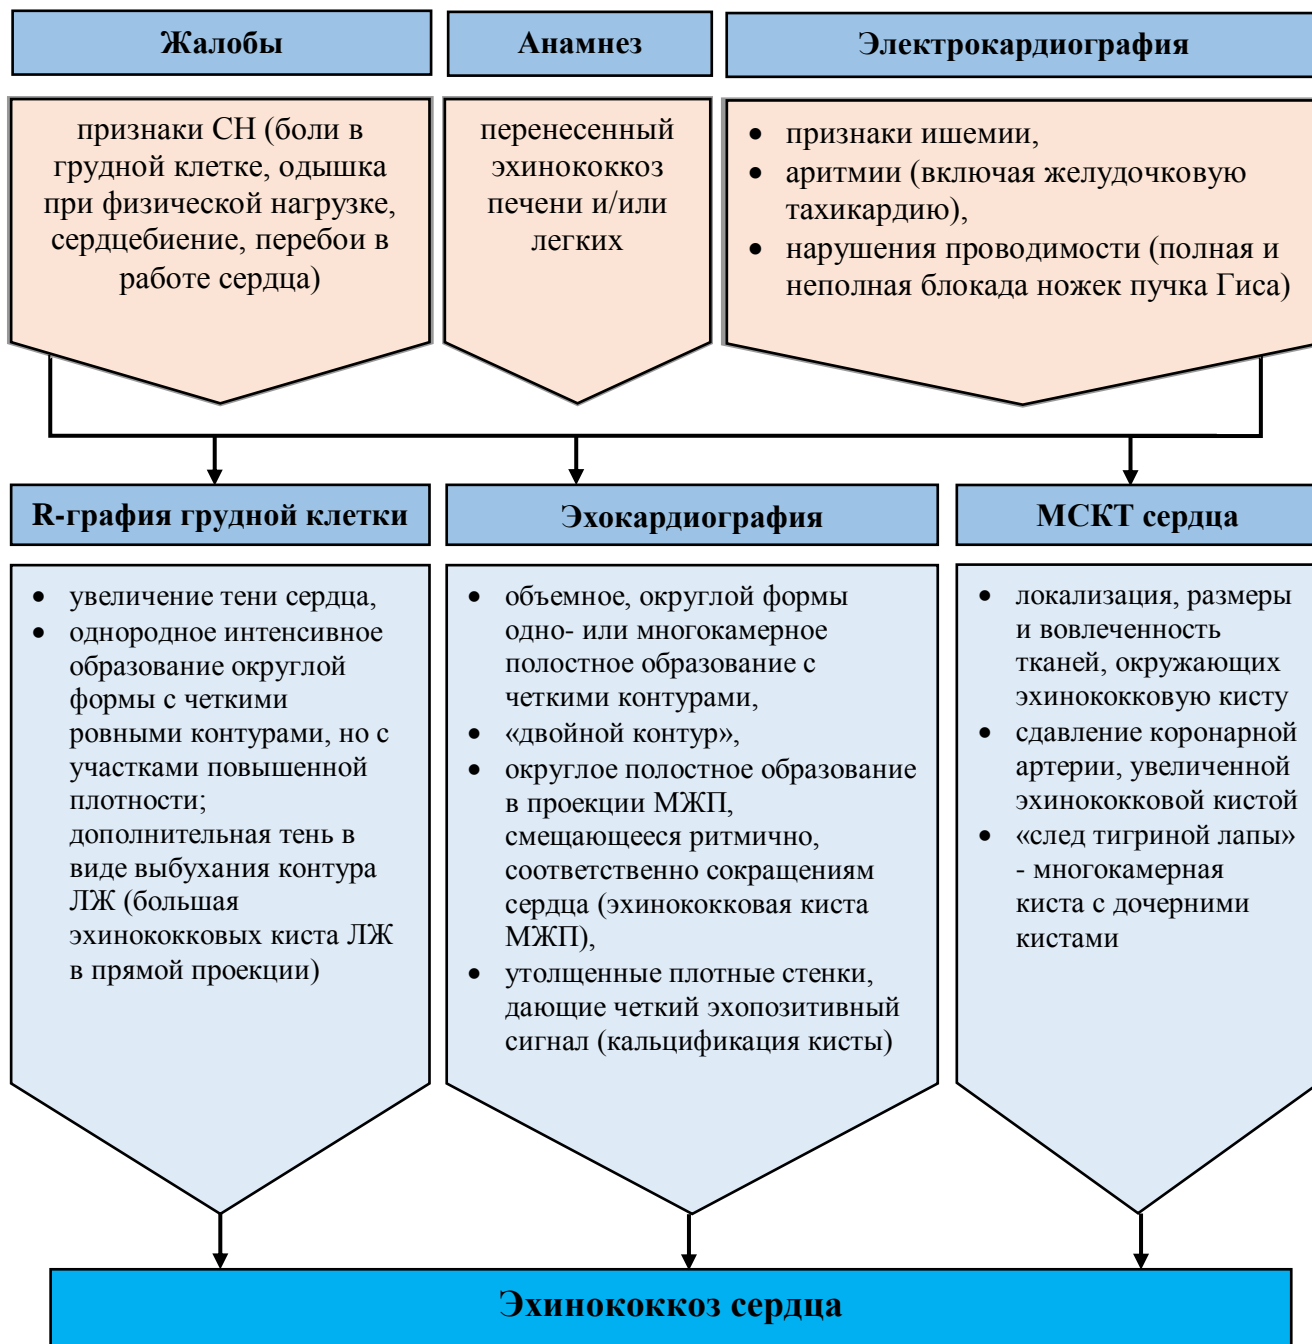 Жалобы
Анамнез
Электрокардиография
признаки СН (боли в
грудной клетке, одышка
при физической нагрузке,
сердцебиение, перебои в
работе сердца)
перенесенный
эхинококкоз
печени и/или
легких
• признаки ишемии,
• аритмии (включая желудочковую
тахикардию),
• нарушения проводимости (полная и
неполная блокада ножек пучка Гиса)
R-графия грудной клетки
Эхокардиография
МСКТ сердца
• увеличение тени сердца,
• однородное интенсивное
образование округлой
формы с четкими
ровными контурами, но с
участками повышенной
плотности;
дополнительная тень в
виде выбухания контура
ЛЖ (большая
эхинококковых киста ЛЖ
в прямой проекции)
• объемное, округлой формы
одно- или многокамерное
полостное образование с
четкими контурами,
• «двойной контур»,
• округлое полостное образование
в проекции МЖП,
смещающееся ритмично,
соответственно сокращениям
сердца (эхинококковая киста
МЖП),
• утолщенные плотные стенки,
дающие четкий эхопозитивный
сигнал (кальцификация кисты)
• локализация, размеры
и вовлеченность
тканей, окружающих
эхинококковую кисту
• сдавление коронарной
артерии, увеличенной
эхинококковой кистой
• «след тигриной лапы»
- многокамерная
киста с дочерними
кистами
Эхинококкоз сердца